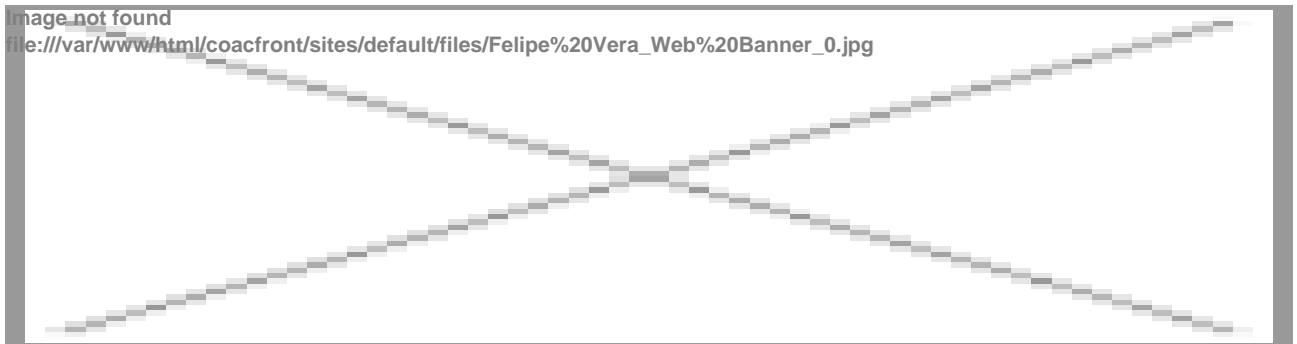 Image not found
file:///var/www/html/coacfront/sites/default/files/Felipe%20Vera_Web%20Banner_0.jpg